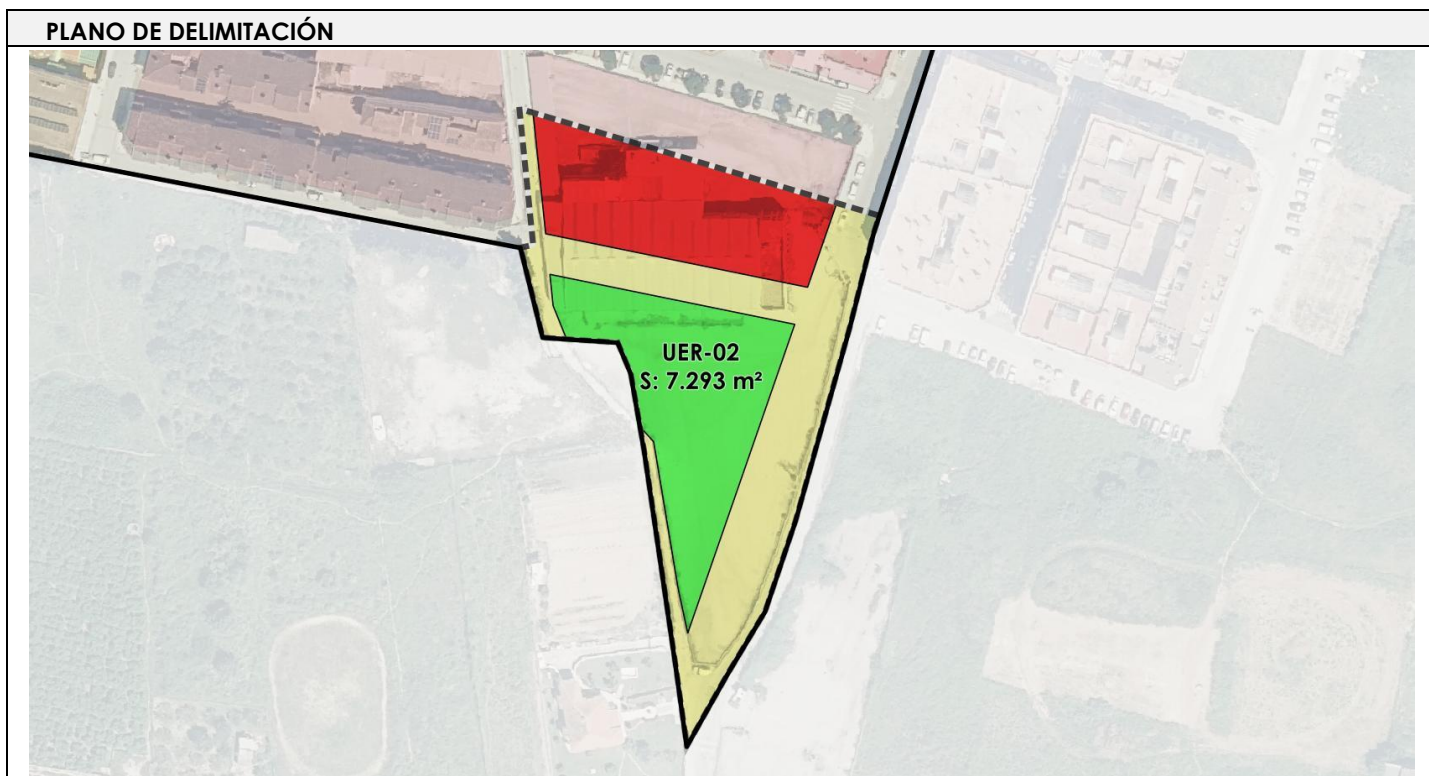 PLANO DE DELIMITACIÓN
UER-02
S: 7.293 m²